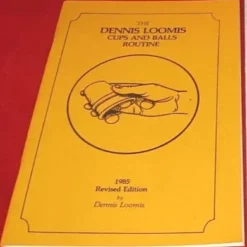 THE
DENNIS LOOMIS
CUPS AND BALLS
ROUTINE
1985
Revised Edition
by
Dennis Loomis